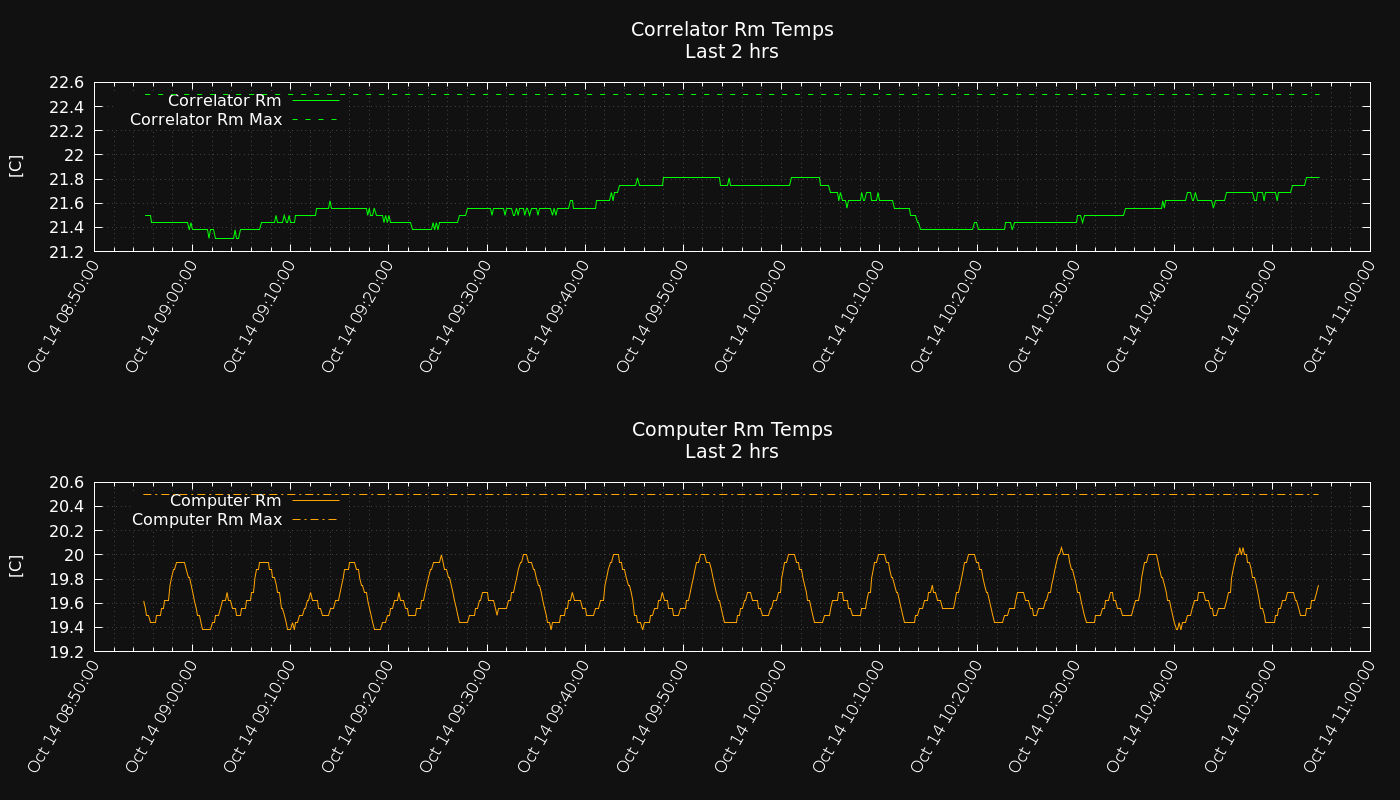 Correlator Rm Temps
Last 2 hrs
22.6
22.4
22.2
22
21.8
21.6
21.4
21.2
[C]
Correlator Rm
Correlator Rm Max
Oct 14 08:50:00
Oct 14 09:00:00
Oct 14 09:10:00
Oct 14 09:20:00
Oct 14 09:30:00
Oct 14 09:40:00
Oct 14 09:50:00
Oct 14 10:00:00
Oct 14 10:10:00
Oct 14 10:20:00
Oct 14 10:30:00
Oct 14 10:40:00
Oct 14 10:50:00
Oct 14 11:00:00
Computer Rm Temps
Last 2 hrs
20.6
20.4
20.2
20
19.8
19.6
19.4
19.2
[C]
Computer Rm
Computer Rm Max
Oct 14 08:50:00
Oct 14 09:00:00
Oct 14 09:10:00
Oct 14 09:20:00
Oct 14 09:30:00
Oct 14 09:40:00
Oct 14 09:50:00
Oct 14 10:00:00
Oct 14 10:10:00
Oct 14 10:20:00
Oct 14 10:30:00
Oct 14 10:40:00
Oct 14 10:50:00
Oct 14 11:00:00